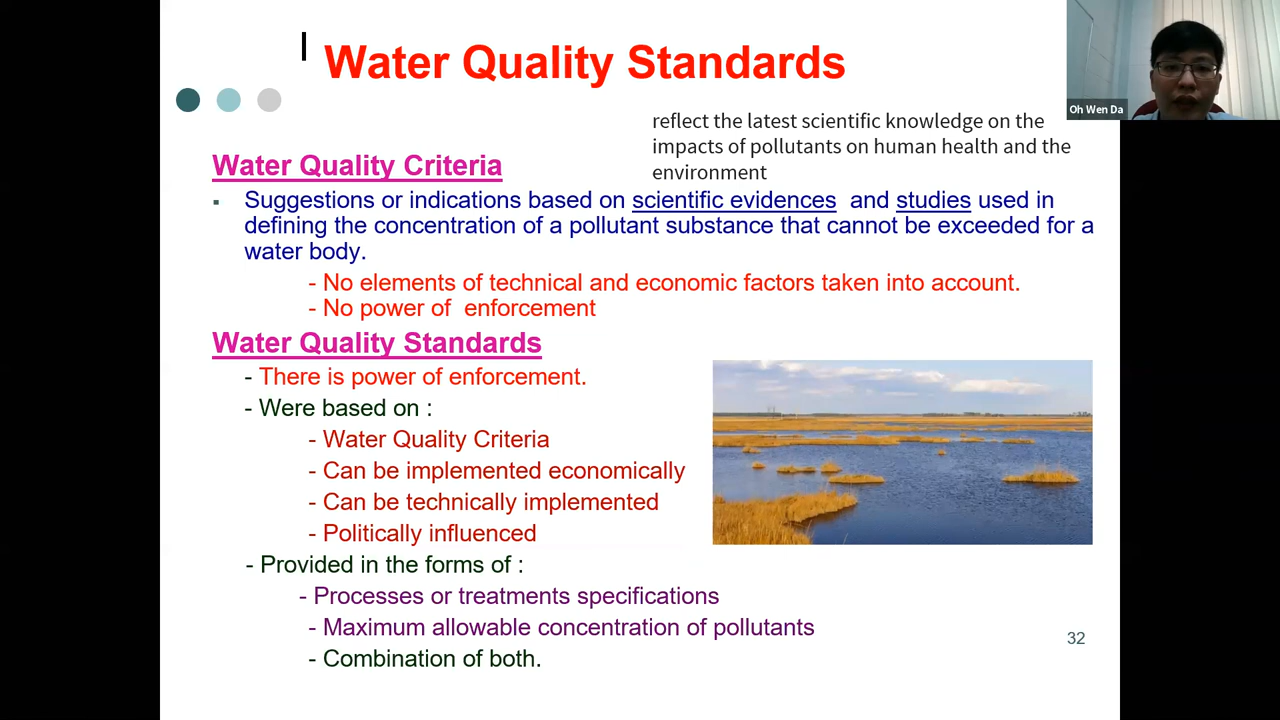 Water Quality Standards
Oh Wen Da
reflect the latest scientific knowledge on the
impacts of pollutants on human health and the
environment
Water Quality Criteria
▪ Suggestions or indications based on scientific evidences and studies used in
defining the concentration of a pollutant substance that cannot be exceeded for a
water body.
- No elements of technical and economic factors taken into account.
- No power of enforcement
Water Quality Standards
- There is power of enforcement.
- Were based on :
- Water Quality Criteria
- Can be implemented economically
- Can be technically implemented
- Politically influenced
- Provided in the forms of :
- Processes or treatments specifications
- Maximum allowable concentration of pollutants
- Combination of both.
32